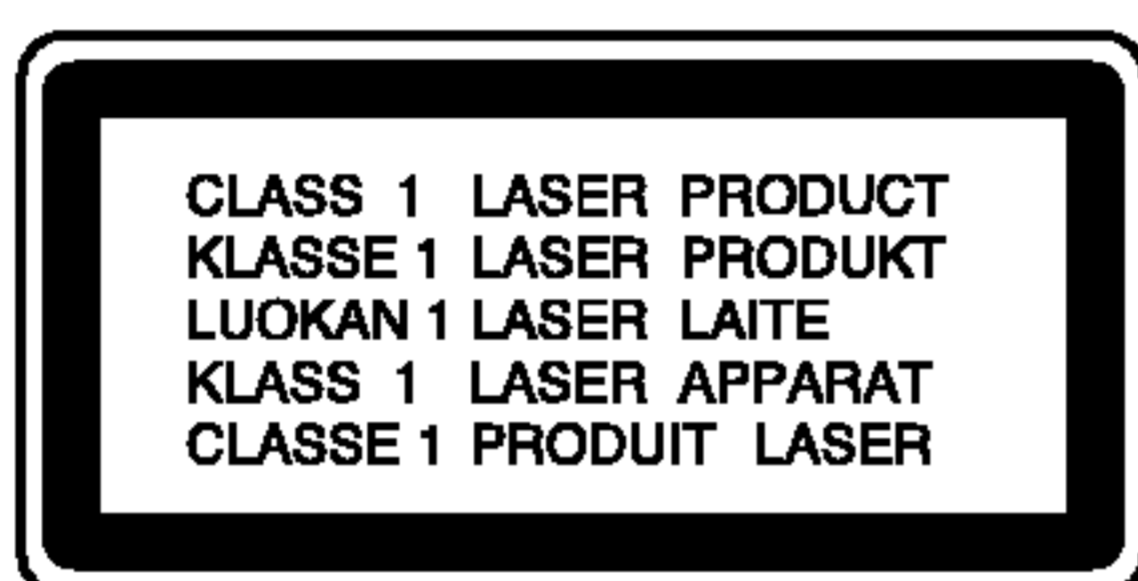 CLASS 1 LASER PRODUCT
KLASSE 1 LASER PRODUKT
LUOKAN 1 LASER LAITE
KLASS 1 LASER APPARAT
CLASSE 1 PRODUIT LASER